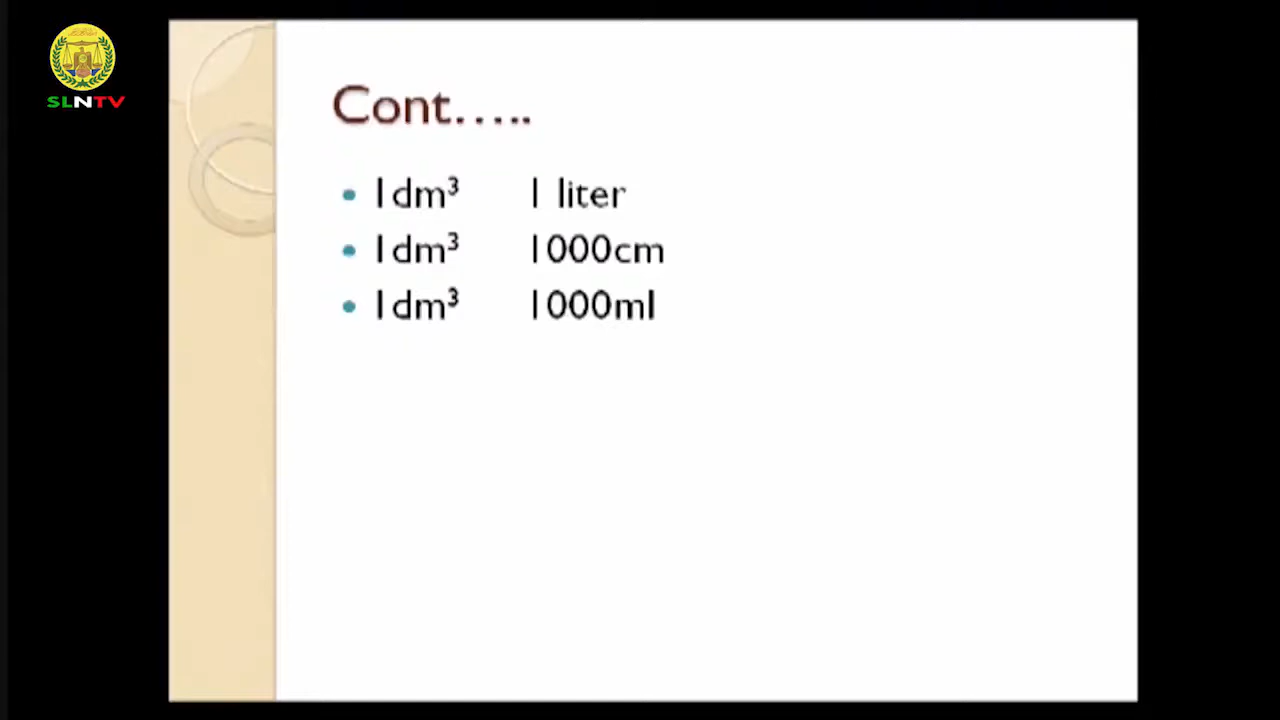 SLNTV
Cont.....
• 1dm³ 1 liter
• 1dm³ 1000cm
• 1dm³ 1000ml